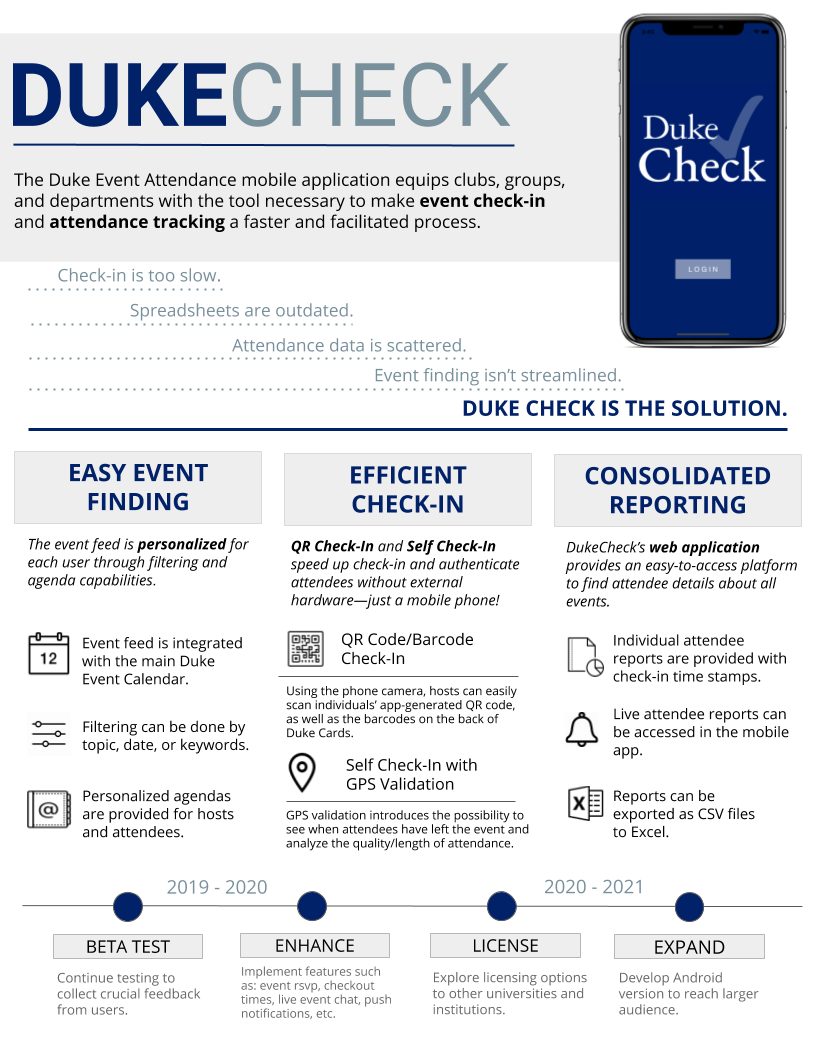 DUKECHECK
The Duke Event Attendance mobile application equips clubs, groups,
and departments with the tool necessary to make event check-in
and attendance tracking a faster and facilitated process.
Duke
Check
LOGIN
Check-in is too slow.
Spreadsheets are outdated.
Attendance data is scattered.
Event finding isn't streamlined.
DUKE CHECK IS THE SOLUTION.
EASY EVENT
FINDING
The event feed is personalized for
each user through filtering and
agenda capabilities.
12
Event feed is integrated
with the main Duke
Event Calendar.
Filtering can be done by
topic, date, or keywords.
@
Personalized agendas
are provided for hosts
and attendees.
EFFICIENT
CHECK-IN
QR Check-In and Self Check-In
speed up check-in and authenticate
attendees without external
hardware—just a mobile phone!
QR Code/Barcode
Check-In
Using the phone camera, hosts can easily
scan individuals' app-generated QR code,
as well as the barcodes on the back of
Duke Cards.
Self Check-In with
GPS Validation
GPS validation introduces the possibility to
see when attendees have left the event and
analyze the quality/length of attendance.
CONSOLIDATED
REPORTING
DukeCheck's web application
provides an easy-to-access platform
to find attendee details about all
events.
Individual attendee
reports are provided with
check-in time stamps.
Live attendee reports can
be accessed in the mobile
app.
X
Reports can be
exported as CSV files
to Excel.
2019 - 2020
2020 - 2021
BETA TEST
Continue testing to
collect crucial feedback
from users.
ENHANCE
Implement features such
as: event rsvp, checkout
times, live event chat, push
notifications, etc.
LICENSE
Explore licensing options
to other universities and
institutions.
EXPAND
Develop Android
version to reach larger
audience.